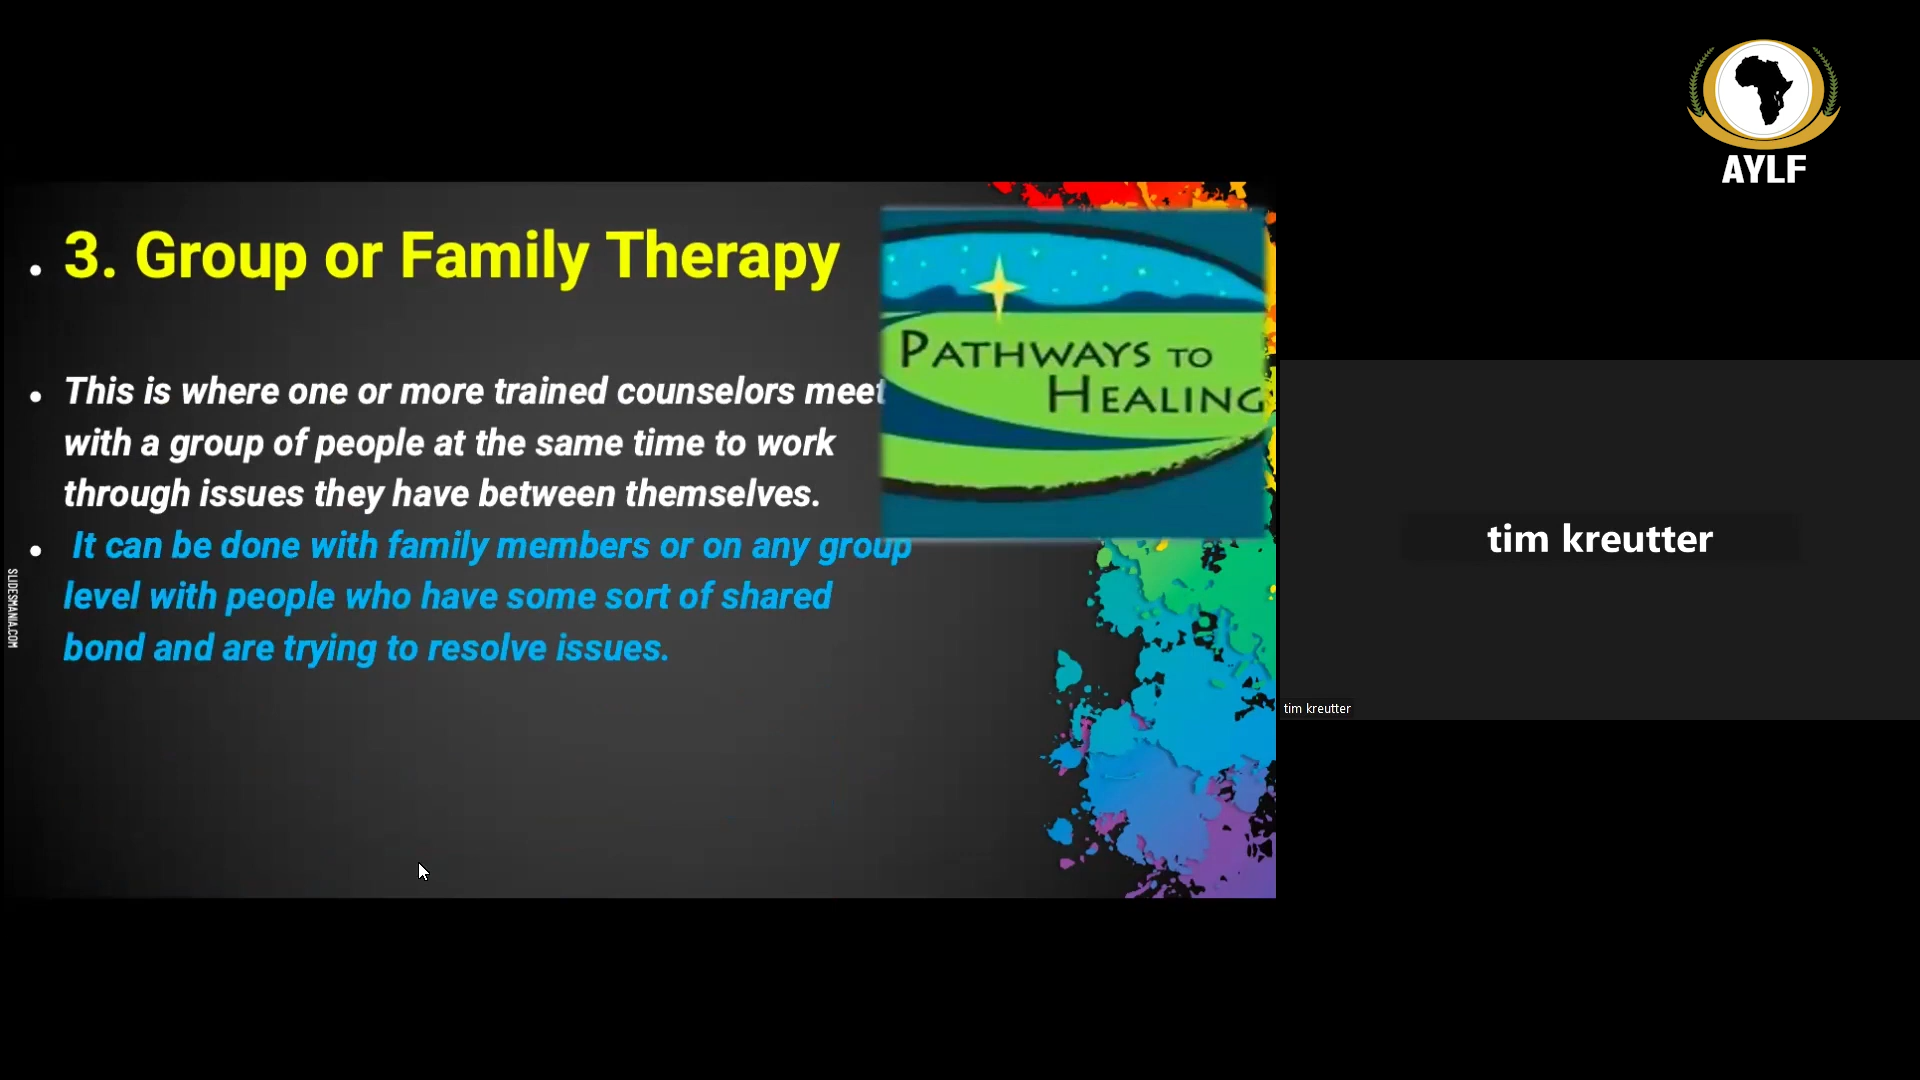 AYLF
3. Group or Family Therapy
PATHWAYS TO
HEALING
This is where one or more trained counselors meet
with a group of people at the same time to work
through issues they have between themselves.
It can be done with family members or on any group
level with people who have some sort of shared
bond and are trying to resolve issues.
SLIDESMANIA.COM
tim kreutter
tim kreutter